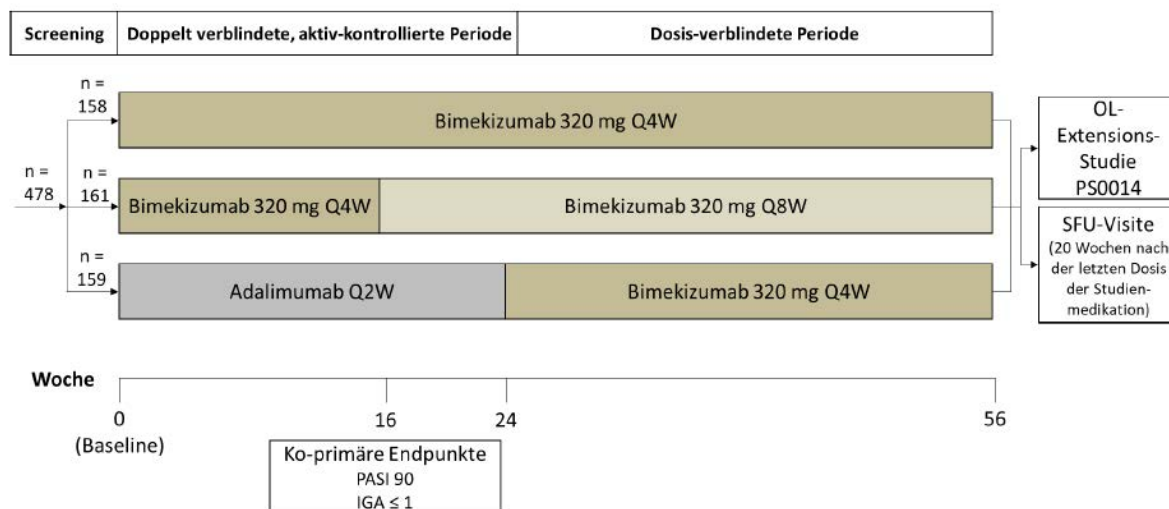 Screening
Doppelt verblindete, aktiv-kontrollierte Periode
Dosis-verblindete Periode
n =
478
n =
158
Bimekizumab 320 mg Q4W
n =
161
Bimekizumab 320 mg Q4W
Bimekizumab 320 mg Q8W
n =
159
Adalimumab Q2W
Bimekizumab 320 mg Q4W
OL-
Extensions-
Studie
PS0014
SFU-Visite
(20 Wochen nach
der letzten Dosis
der Studien-
medikation)
Woche
0
(Baseline)
16
24
56
Ko-primäre Endpunkte
PASI 90
IGA ≤ 1